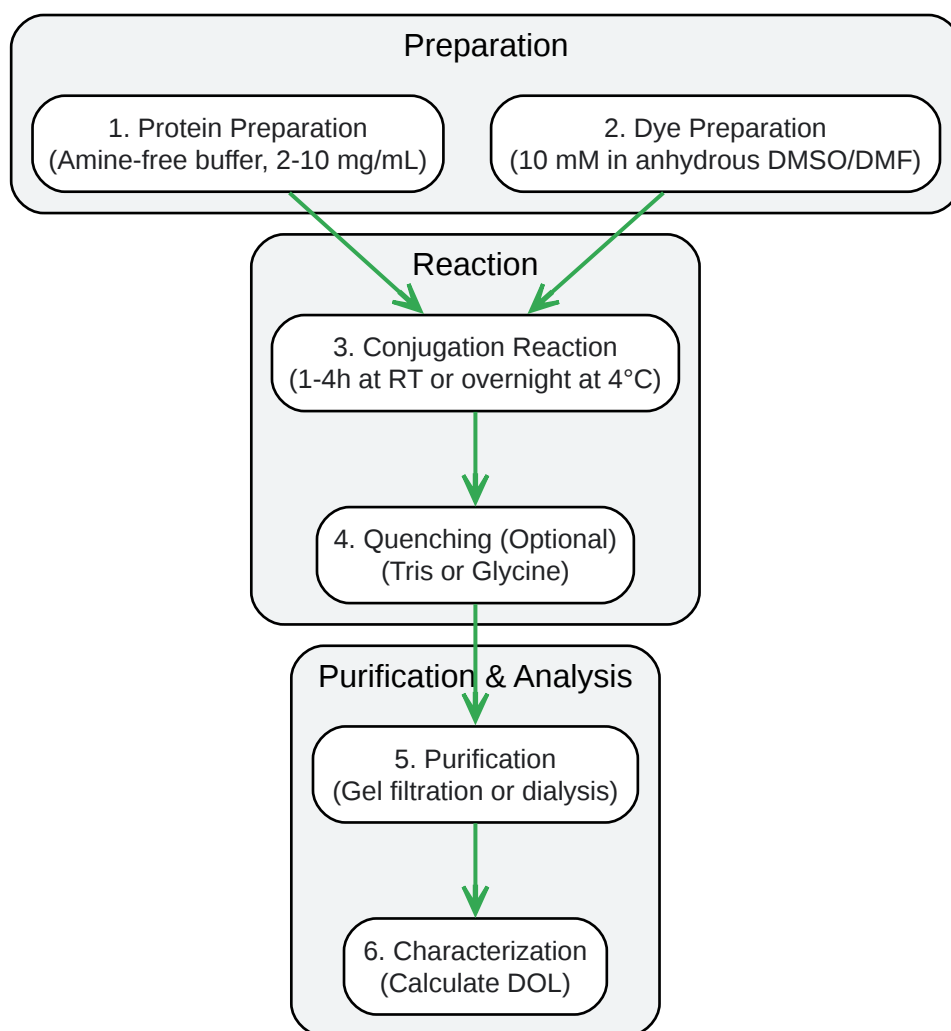 Preparation
1. Protein Preparation
(Amine-free buffer, 2-10 mg/mL)
2. Dye Preparation
(10 mM in anhydrous DMSO/DMF)
Reaction
3. Conjugation Reaction
(1-4h at RT or overnight at 4°C)
4. Quenching (Optional)
(Tris or Glycine)
Purification & Analysis
5. Purification
(Gel filtration or dialysis)
6. Characterization
(Calculate DOL)